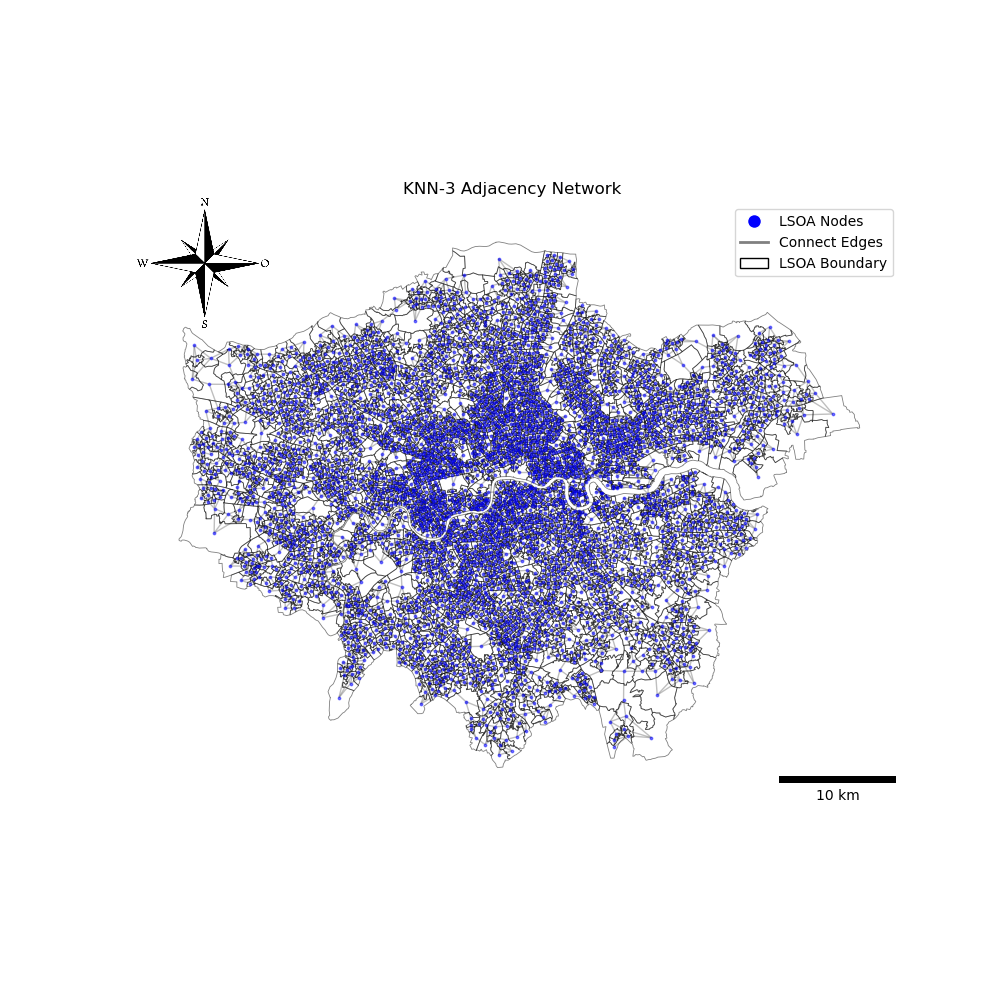 KNN-3 Adjacency Network
N
W
O
S
LSOA Nodes
Connect Edges
LSOA Boundary
10 km